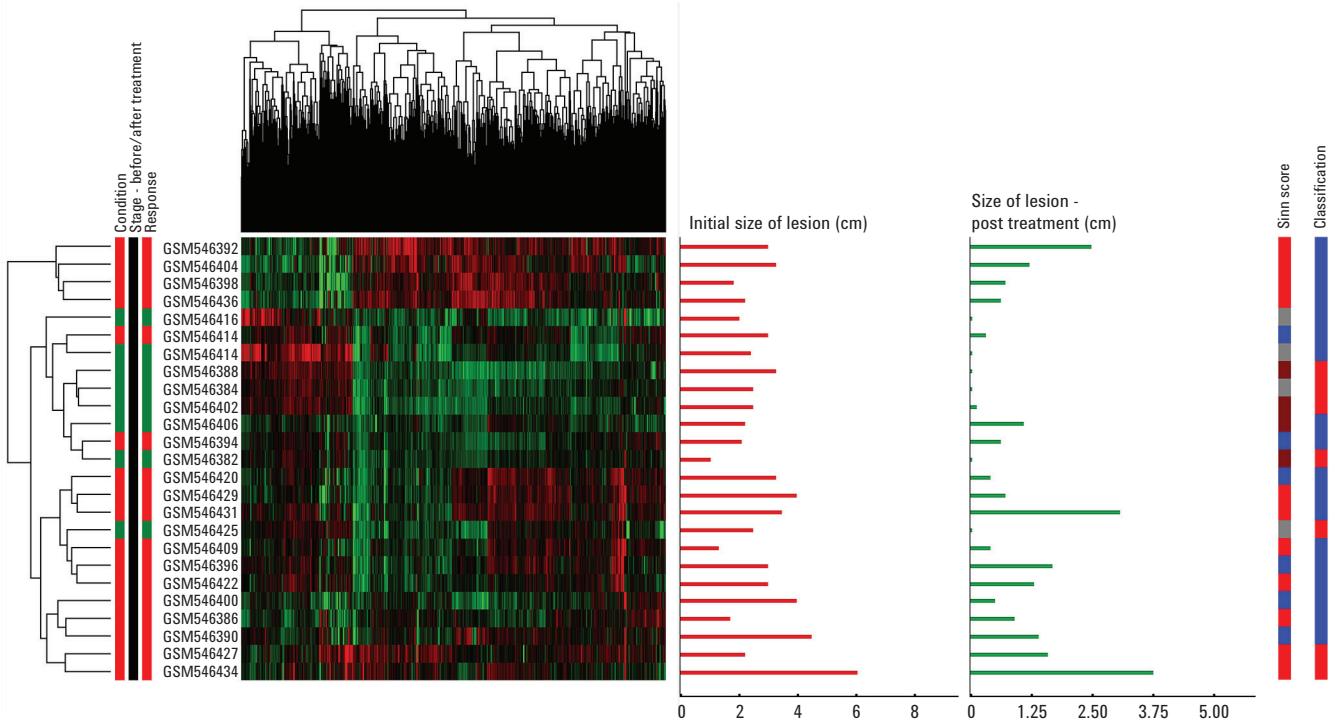 Condition
Stage - before/after treatment
Response
Initial size of lesion (cm)
Size of lesion -
post treatment (cm)
Sinn score
Classification
GSM546392
GSM546404
GSM546398
GSM546436
GSM546416
GSM546414
GSM546414
GSM546388
GSM546384
GSM546402
GSM546406
GSM546394
GSM546382
GSM546420
GSM546429
GSM546431
GSM546425
GSM546409
GSM546396
GSM546422
GSM546400
GSM546386
GSM546390
GSM546427
GSM546434
0 2 4 6 8
0 1.25 2.50 3.75 5.00